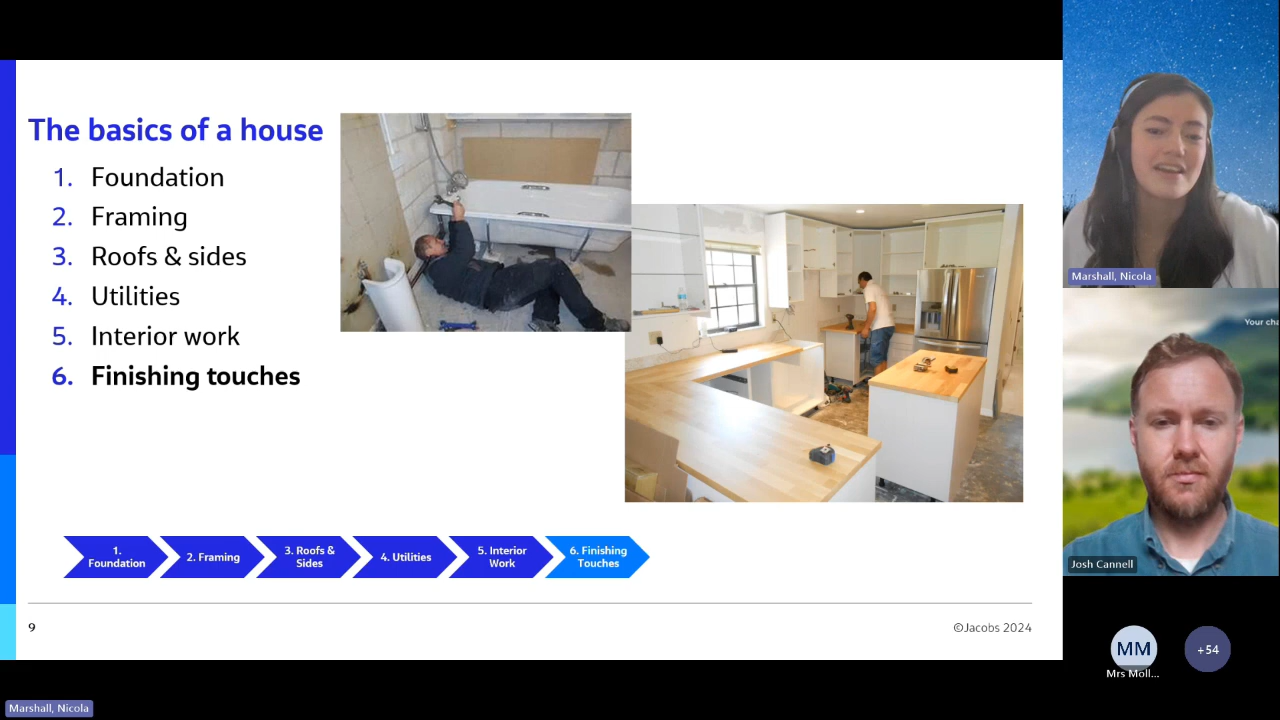 The basics of a house
1. Foundation
2. Framing
3. Roofs & sides
4. Utilities
5. Interior work
6. Finishing touches
1.
Foundation
2. Framing
3. Roofs &
Sides
4. Utilities
5. Interior
Work
6. Finishing
Touches
9
©Jacobs 2024
Marshall, Nicola
Your cha
Josh Cannell
MM
+54
Mrs Moll...
Marshall, Nicola